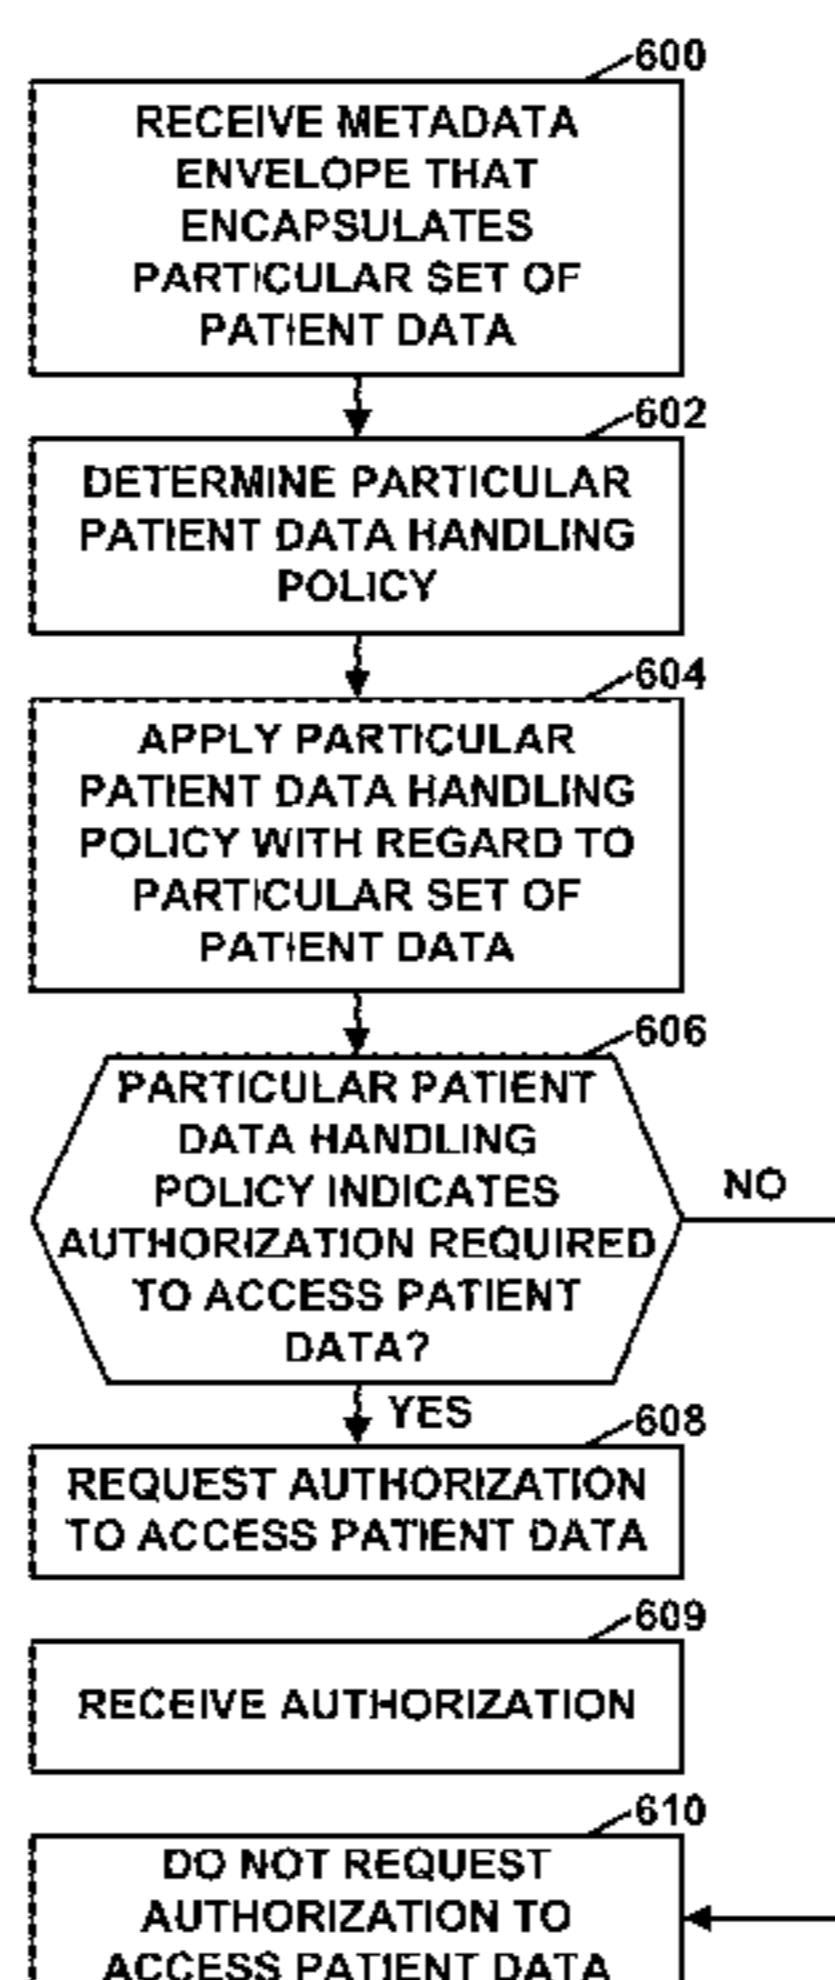 600
RECEIVE METADATA
ENVELOPE THAT
ENCAPSULATES
PARTICULAR SET OF
PATIENT DATA
602
DETERMINE PARTICULAR
PATIENT DATA HANDLING
POLICY
604
APPLY PARTICULAR
PATIENT DATA HANDLING
POLICY WITH REGARD TO
PARTICULAR SET OF
PATIENT DATA
606
PARTICULAR PATIENT
DATA HANDLING
POLICY INDICATES
AUTHORIZATION REQUIRED
TO ACCESS PATIENT
DATA?
NO
YES
608
REQUEST AUTHORIZATION
TO ACCESS PATIENT DATA
609
RECEIVE AUTHORIZATION
610
DO NOT REQUEST
AUTHORIZATION TO
ACCESS PATIENT DATA